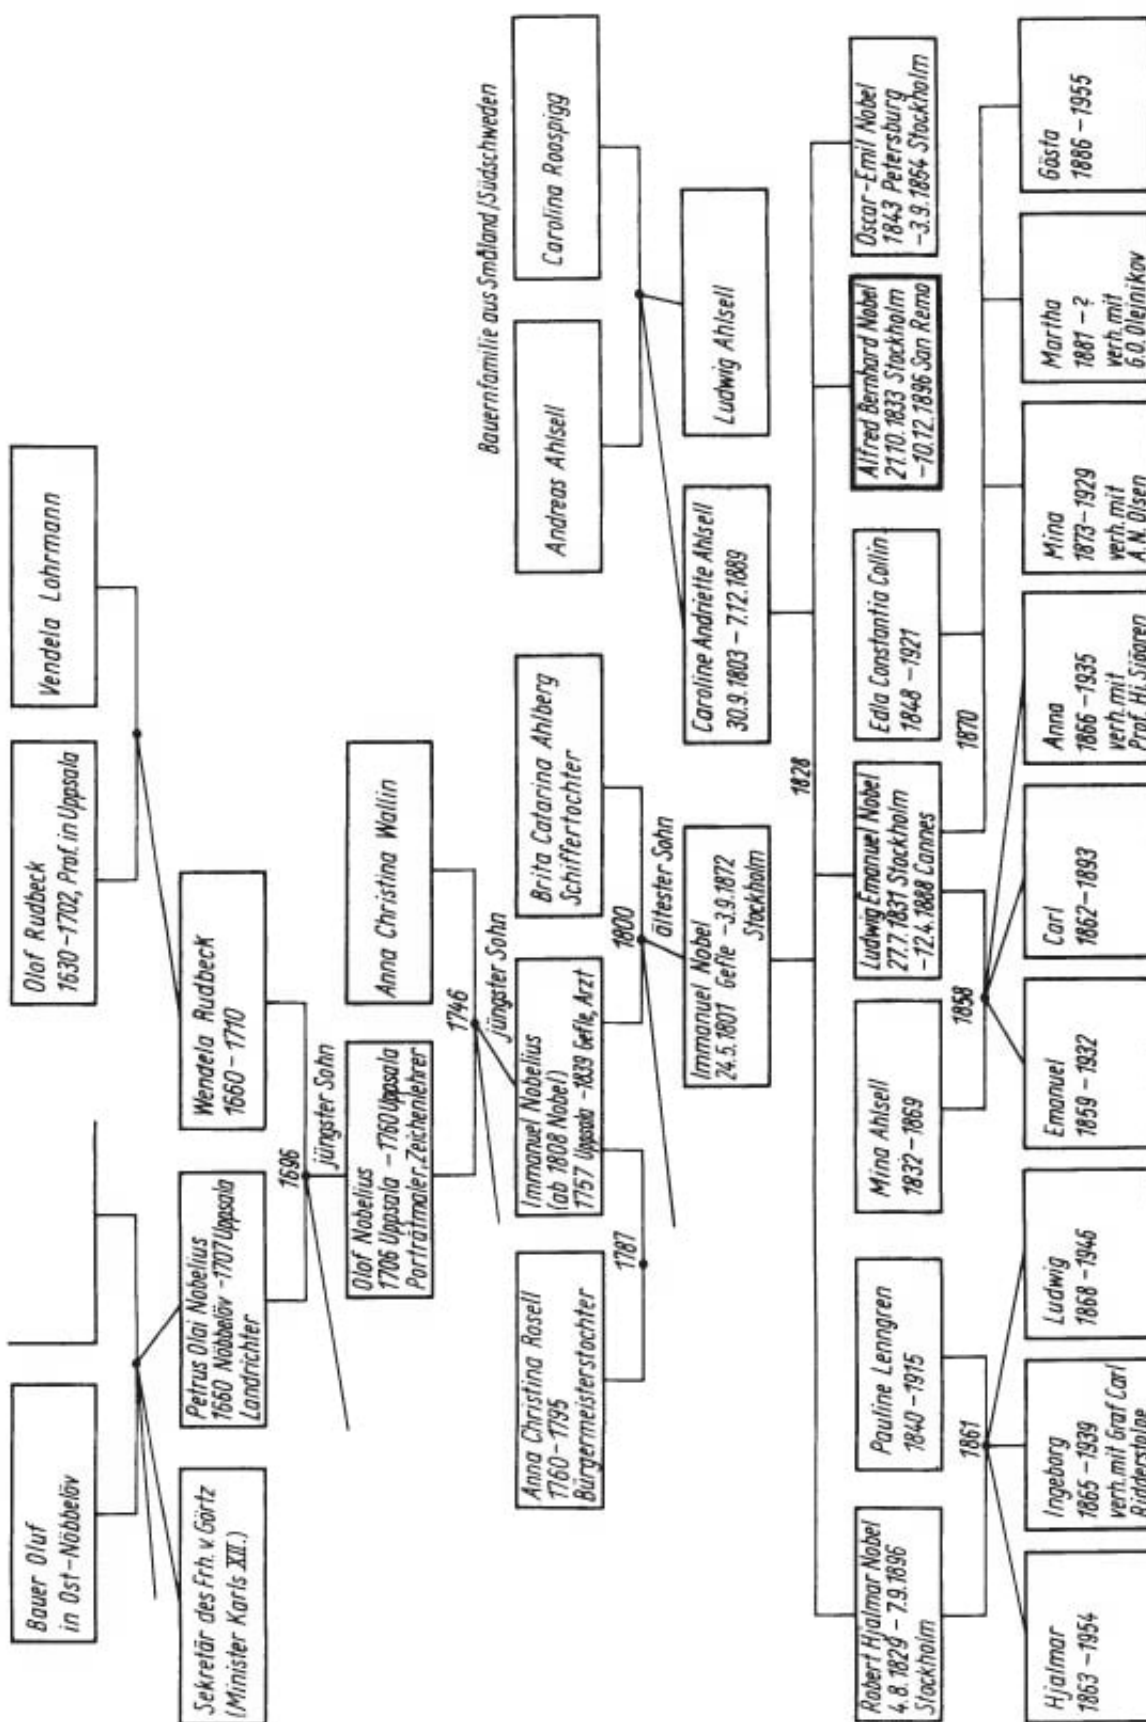 Bauer Oluf
in Ost-Nöbbelöv
Olof Rudbeck
1630-1702, Prof. in Uppsala
Vendela Lohrmann
Sekretär des Frh. v. Görtz
(Minister Karls XII.)
Petrus Olai Nobelius
1660 Nöbbelöv -1707 Uppsala
Landrichter
Wendela Rudbeck
1660-1710
1696
jüngster Sohn
Olof Nobelius
1706 Uppsala -1760 Uppsala
Porträtmaler, Zeichenlehrer
Anna Christina Wallin
1746
jüngster Sohn
Bauernfamilie aus Småland/Südschweden
Anna Christina Rosell
1760-1795
Bürgermeisterstochter
Immanuel Nobelius
(ab 1808 Nobel)
1757 Uppsala -1839 Gefle, Arzt
Brita Catarina Ahlberg
Schiffertochter
Andreas Ahlsell
Carolina Roospigg
1787
1800
ältester Sohn
Immanuel Nobel
24.5.1801 Gefle -3.9.1872
Stockholm
Caroline Andriette Ahlsell
30.9.1803 - 7.12.1889
Ludwig Ahlsell
1828
Robert Hjalmar Nobel
4.8.1829 - 7.9.1896
Stockholm
Pauline Lenngren
1840-1915
Mina Ahlsell
1832-1869
Ludwig Emanuel Nobel
27.7.1831 Stockholm
-12.4.1888 Cannes
Edla Constantia Collin
1848-1921
Alfred Bernhard Nobel
21.10.1833 Stockholm
-10.12.1896 San Remo
Oscar-Emil Nobel
1843 Petersburg
-3.9.1864 Stockholm
1861
1858
1870
Hjalmar
1863-1954
Ingeborg
1865-1939
verh. mit Graf Carl
Ridderstolpe
Ludwig
1868-1946
Emanuel
1859-1932
Carl
1862-1893
Anna
1866-1935
verh. mit
Prof. Hj. Sjögren
Mina
1873-1929
verh. mit
A.N. Olsen
Martha
1881-?
verh. mit
G.O. Olejnikov
Gösta
1886-1955